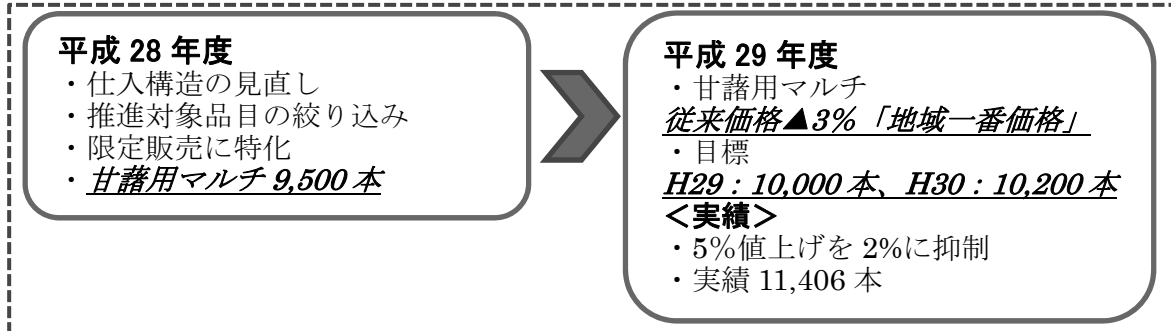 平成 28 年度
・仕入構造の見直し
・推進対象品目の絞り込み
・限定販売に特化
・甘藷用マルチ 9,500 本
平成 29 年度
・甘藷用マルチ
従来価格▲3%「地域一番価格」
・目標
H29：10,000 本、H30：10,200 本
＜実績＞
・5％値上げを 2%に抑制
・実績 11,406 本